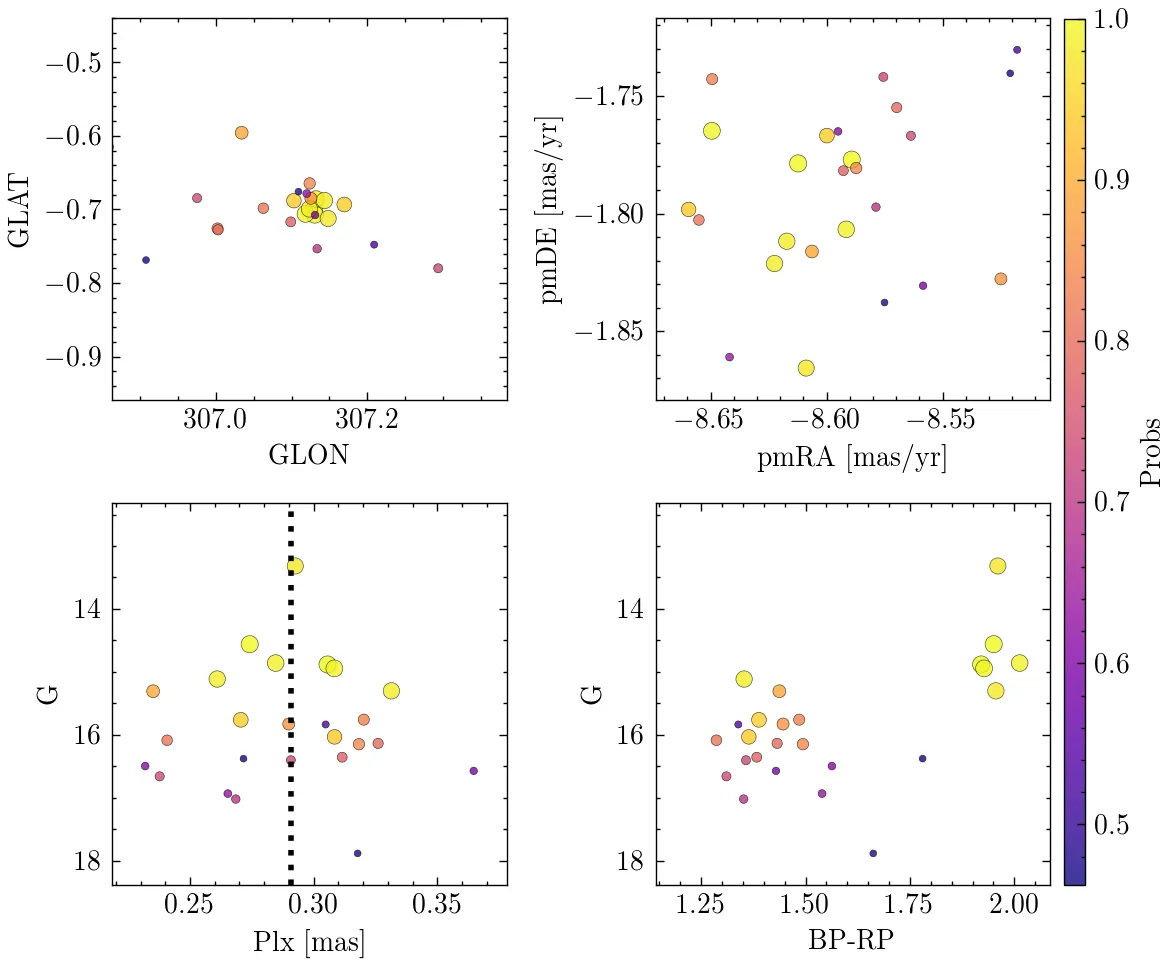 −0.5
−0.6
−0.7
−0.8
−0.9
GLAT
307.0 307.2
GLON
−1.75
−1.80
−1.85
pmDE [mas/yr]
−8.65 −8.60 −8.55
pmRA [mas/yr]
1.0
0.9
0.8
0.7
0.6
0.5
Probs
14
16
18
G
0.25 0.30 0.35
Plx [mas]
14
16
18
G
1.25 1.50 1.75 2.00
BP-RP